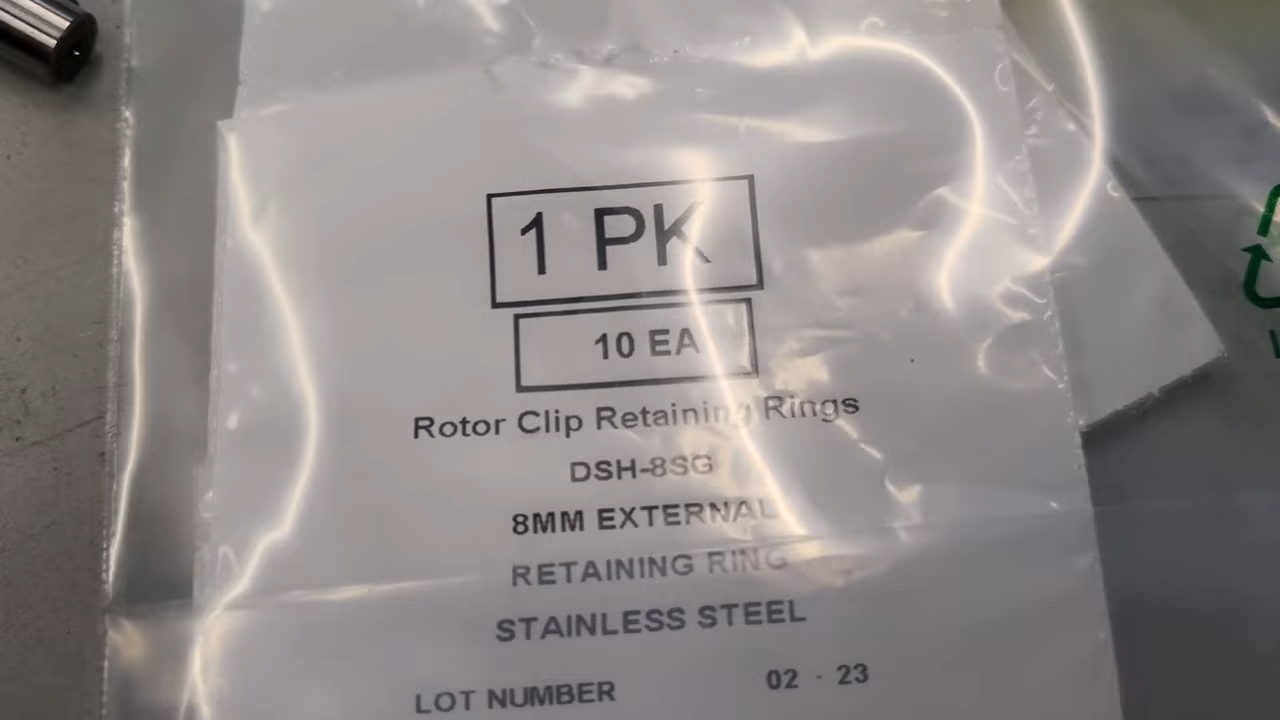 1 PK
10 EA
Rotor Clip Retaining Rings
DSH-8SG
8MM EXTERNAL
RETAINING RING
STAINLESS STEEL
LOT NUMBER 02 - 23